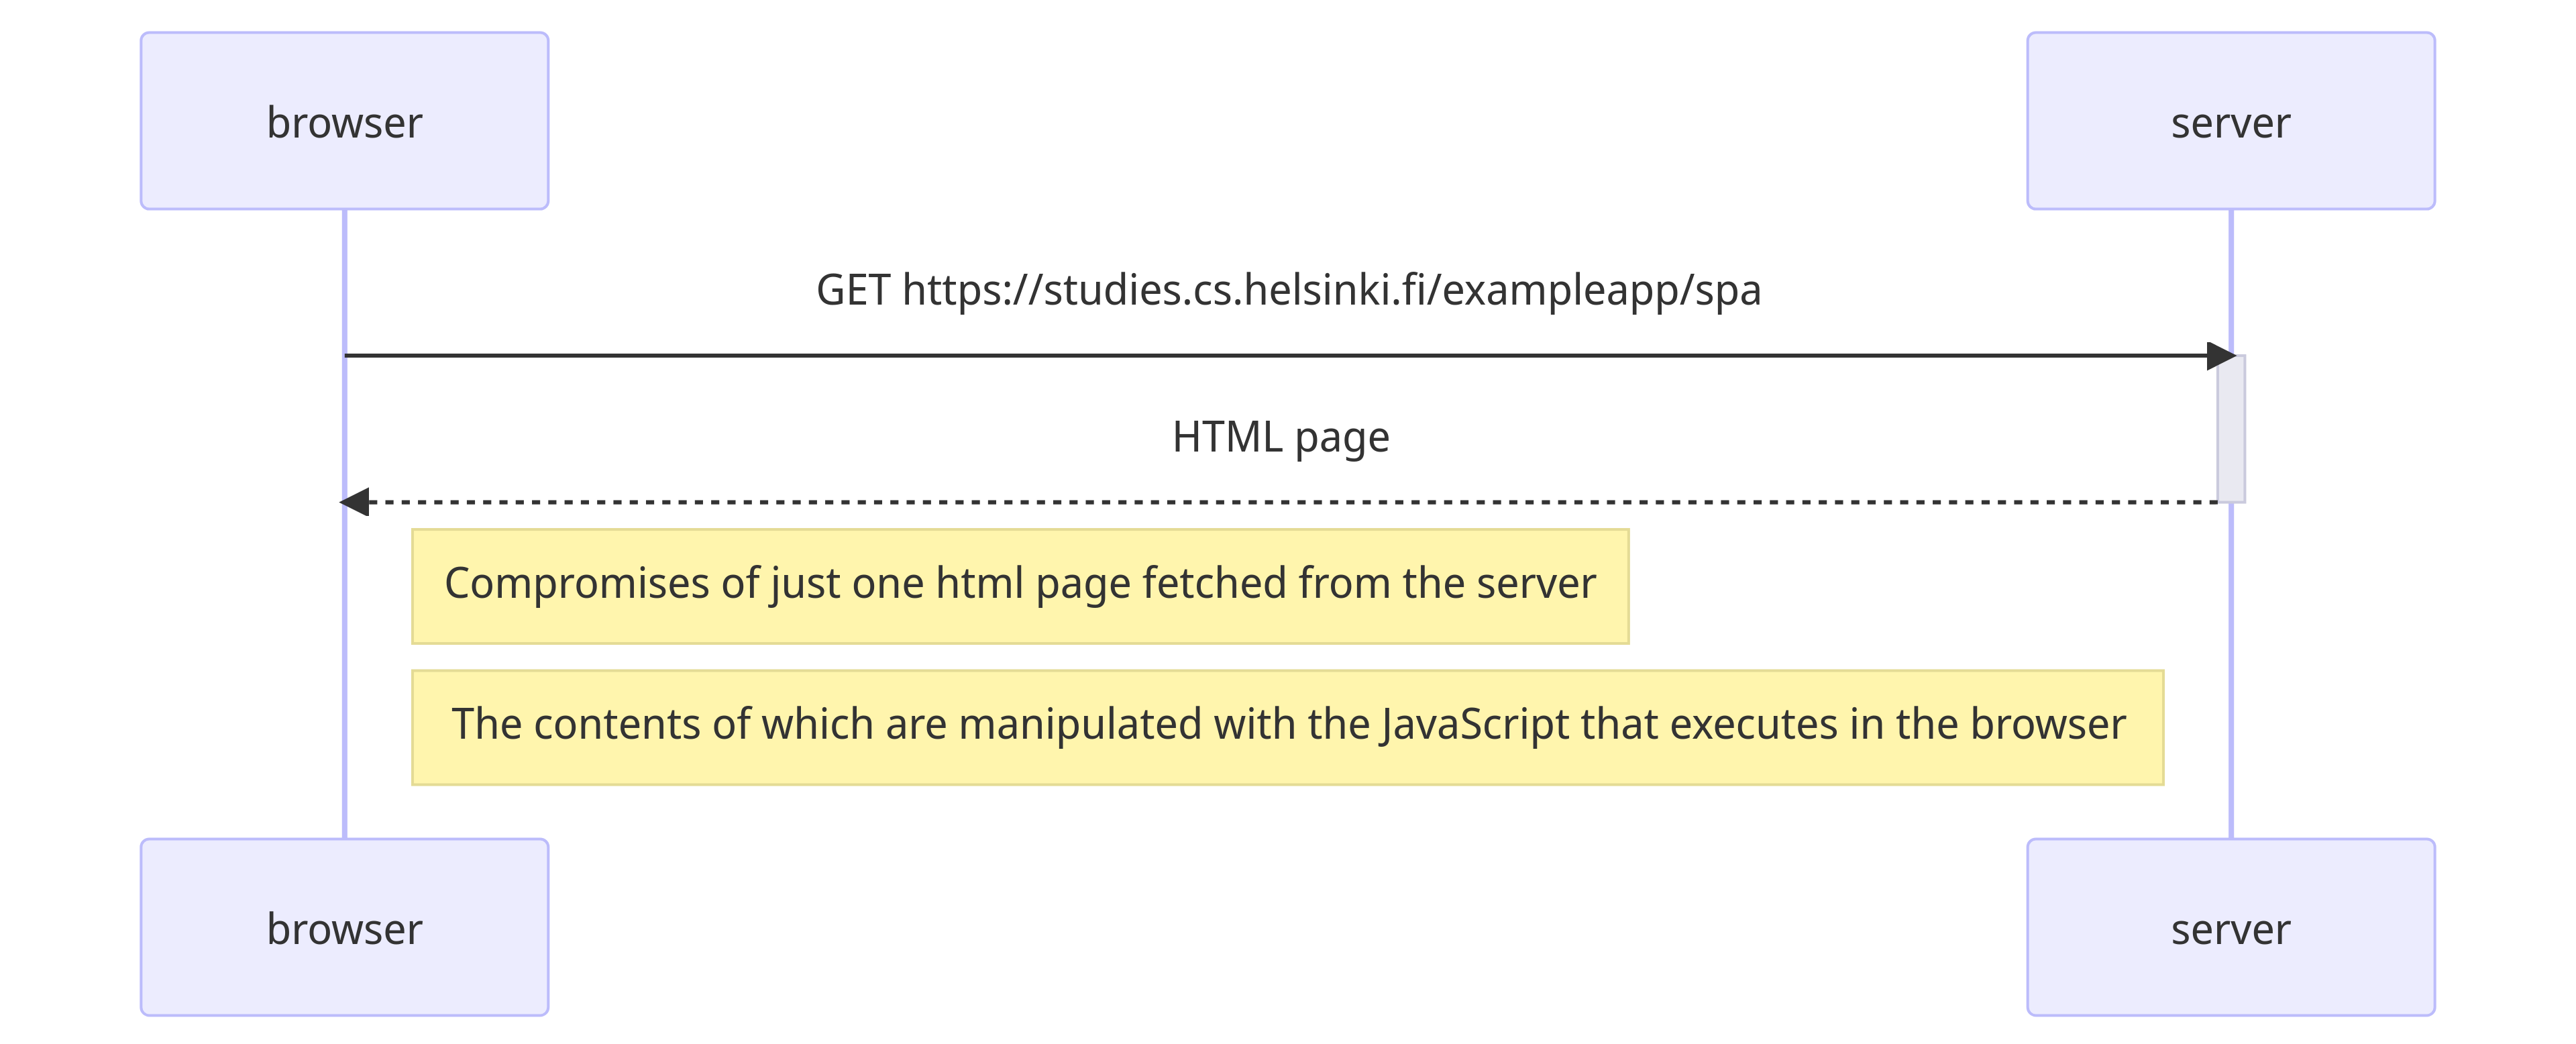 browser
server
GET https://studies.cs.helsinki.fi/exampleapp/spa
HTML page
Compromises of just one html page fetched from the server
The contents of which are manipulated with the JavaScript that executes in the browser
browser
server